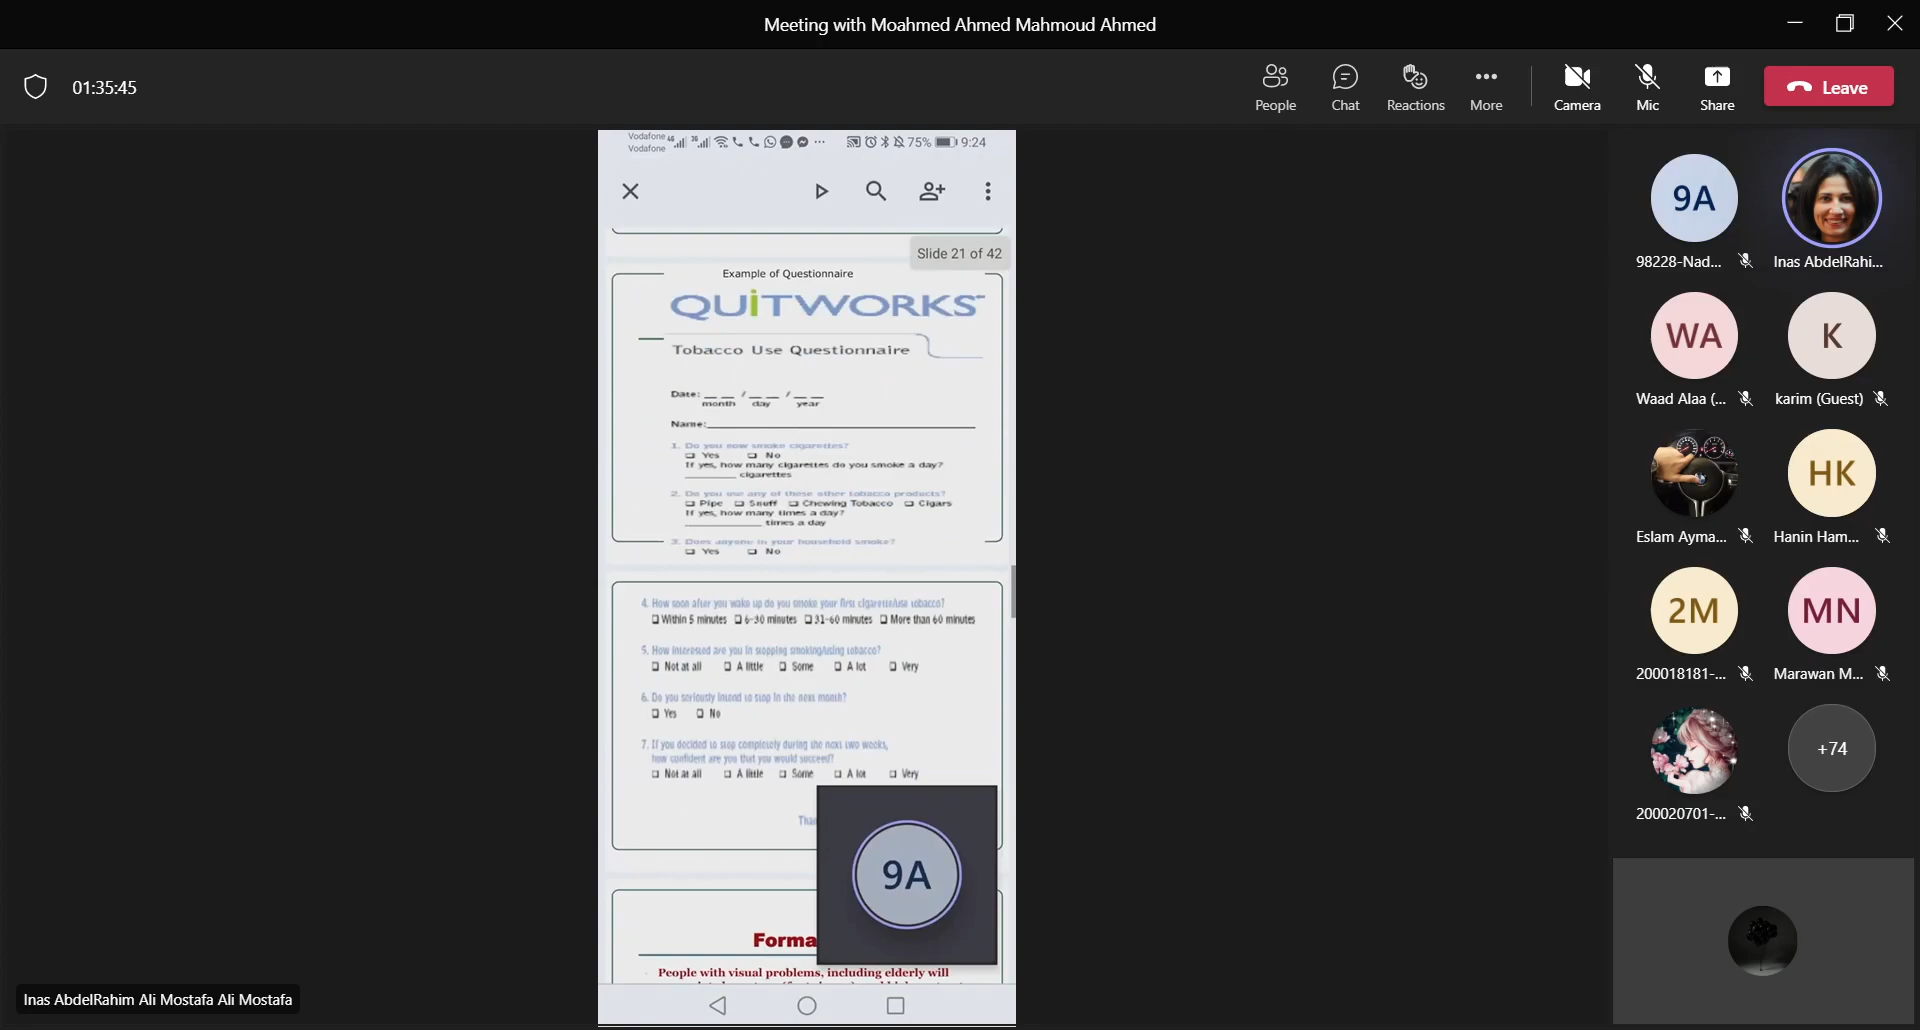 Meeting with Moahmed Ahmed Mahmoud Ahmed
01:35:45
People
Chat
Reactions
More
Camera
Mic
Share
Leave
Vodafone 4G 3G
Vodafone
75% 9:24
Slide 21 of 42
Example of Questionnaire
QUiTWORKS
Tobacco Use Questionnaire
Date: __ __ / __ __ / __ __
month day year
Name:
1. Do you now smoke cigarettes?
Yes No
If yes, how many cigarettes do you smoke a day?
cigarettes
2. Do you use any of these other tobacco products?
Pipe Snuff Chewing Tobacco Cigars
If yes, how many times a day?
times a day
3. Does anyone in your household smoke?
Yes No
4. How soon after you wake up do you smoke your first cigarette/use tobacco?
Within 5 minutes 6-30 minutes 31-60 minutes More than 60 minutes
5. How interested are you in stopping smoking/using tobacco?
Not at all A little Some A lot Very
6. Do you seriously intend to stop in the next month?
Yes No
7. If you decided to stop completely during the next two weeks,
how confident are you that you would succeed?
Not at all A little Some A lot Very
9A
Forma
People with visual problems, including elderly will
9A
98228-Nad...
Inas AbdelRahi...
WA
Waad Alaa (...
K
karim (Guest)
Eslam Ayma...
HK
Hanin Ham...
2M
200018181-...
MN
Marawan M...
200020701-...
+74
Inas AbdelRahim Ali Mostafa Ali Mostafa